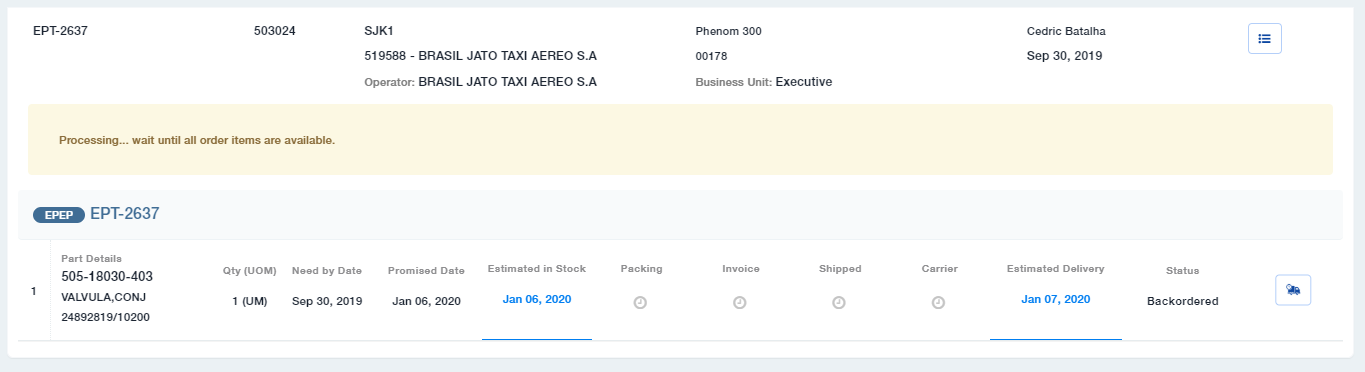 EPT-2637 503024 SJK1 Phenom 300 Cedric Batalha
519588 - BRASIL JATO TAXI AEREO S.A 00178 Sep 30, 2019
Operator: BRASIL JATO TAXI AEREO S.A Business Unit: Executive
Processing... wait until all order items are available.
EPEP EPT-2637
Part Details
Qty (UOM) Need by Date Promised Date Estimated in Stock Packing Invoice Shipped Carrier Estimated Delivery Status
505-18030-403
1 VALVULA,CONJ 1 (UM) Sep 30, 2019 Jan 06, 2020 Jan 06, 2020 Jan 07, 2020 Backordered
24892819/10200